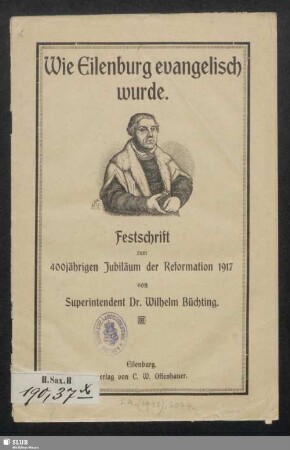 Wie Eilenburg evangelisch
wurde.
Festschrift
zum
400jährigen Jubiläum der Reformation 1917
von
Superintendent Dr. Wilhelm Büchting.
Eilenburg.
Verlag von C. W. Offenhauer.
H.Sax.H
190,37
SLUB